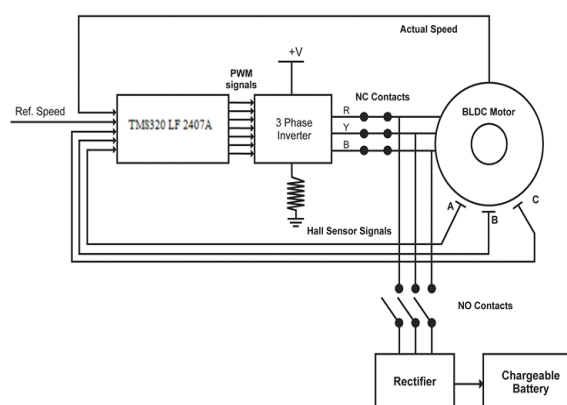 Actual Speed
+V
PWM
signals
NC Contacts
Ref. Speed
TMS320 LF 2407A
3 Phase
Inverter
R
Y
B
BLDC Motor
A
B
C
Hall Sensor Signals
NO Contacts
Rectifier
Chargeable
Battery